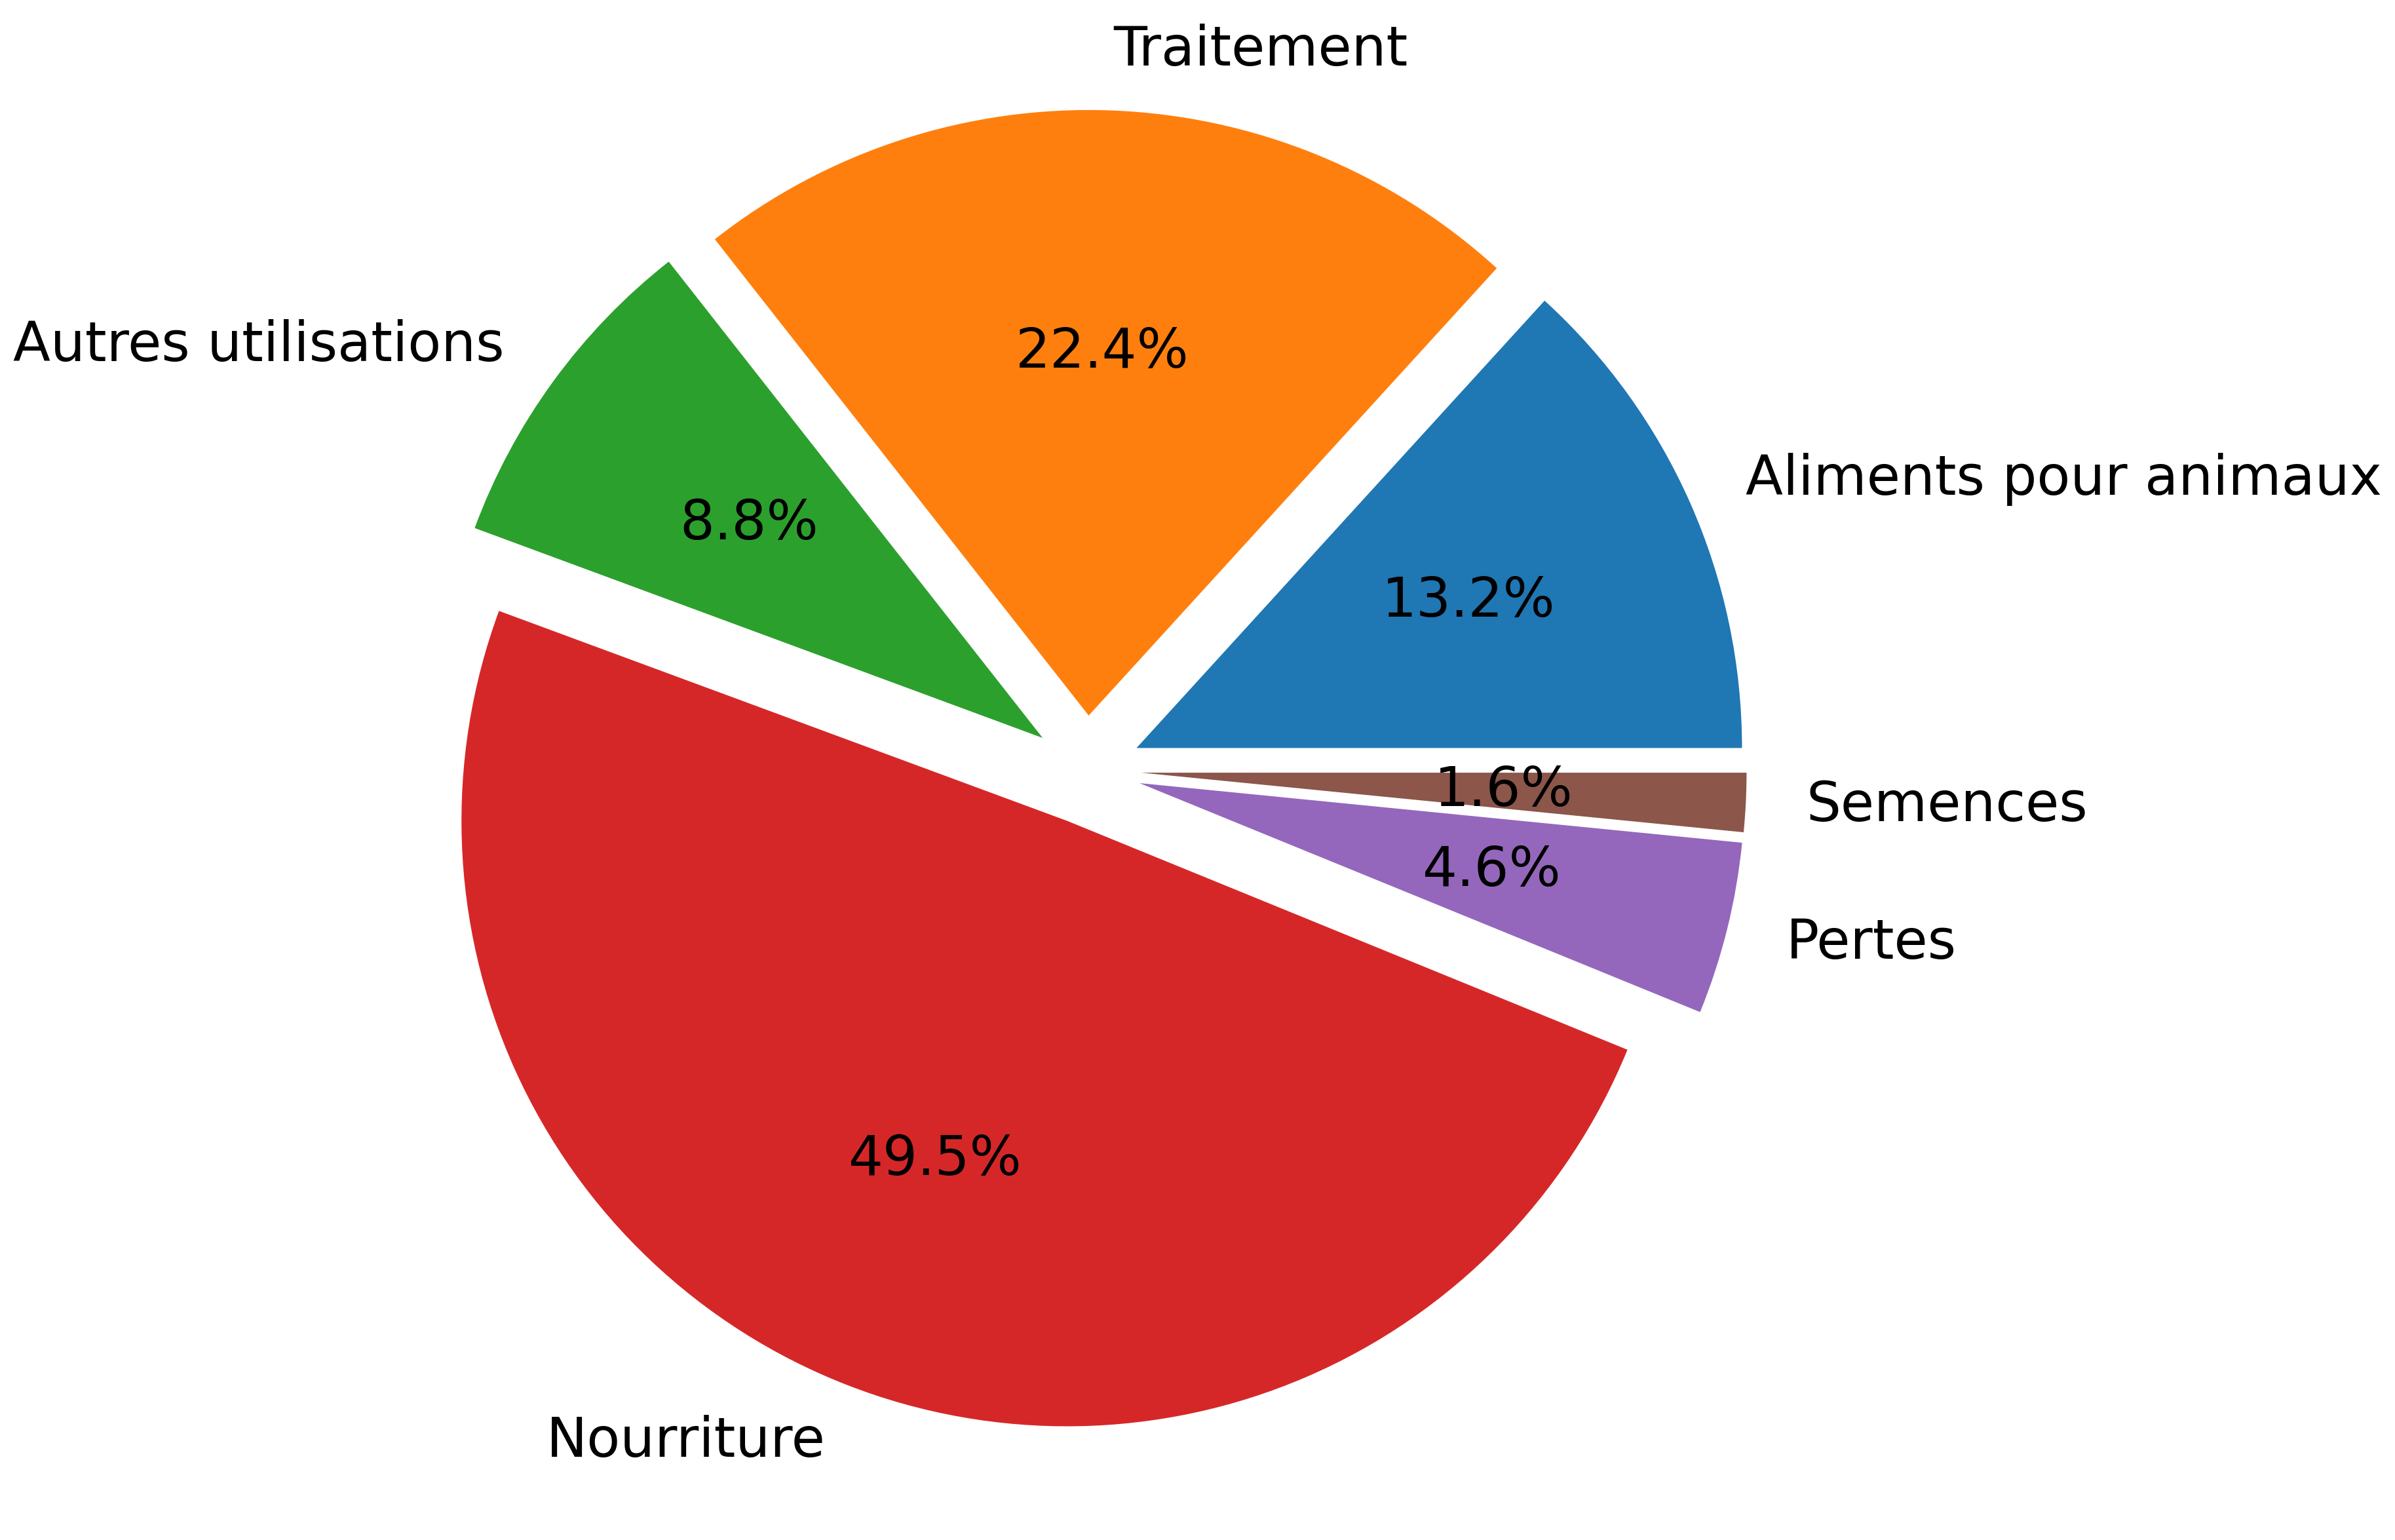 Traitement
22.4%
Autres utilisations
8.8%
Aliments pour animaux
13.2%
1.6%
Semences
4.6%
Pertes
49.5%
Nourriture